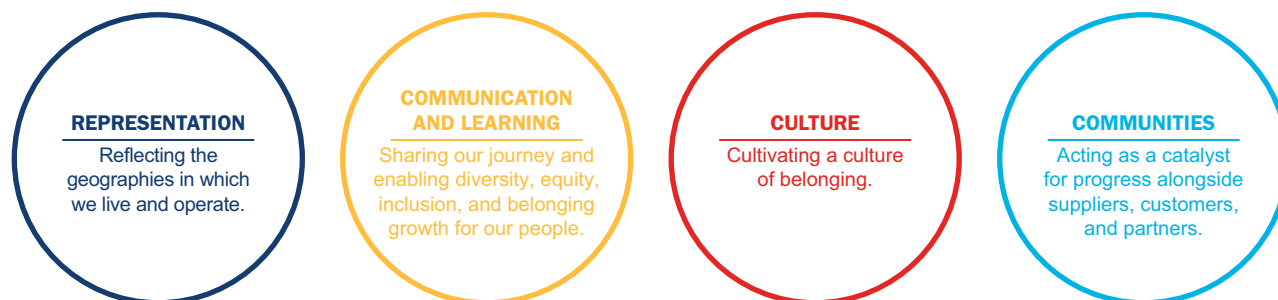 REPRESENTATION
Reflecting the
geographies in which
we live and operate.
COMMUNICATION
AND LEARNING
Sharing our journey and
enabling diversity, equity,
inclusion, and belonging
growth for our people.
CULTURE
Cultivating a culture
of belonging.
COMMUNITIES
Acting as a catalyst
for progress alongside
suppliers, customers,
and partners.